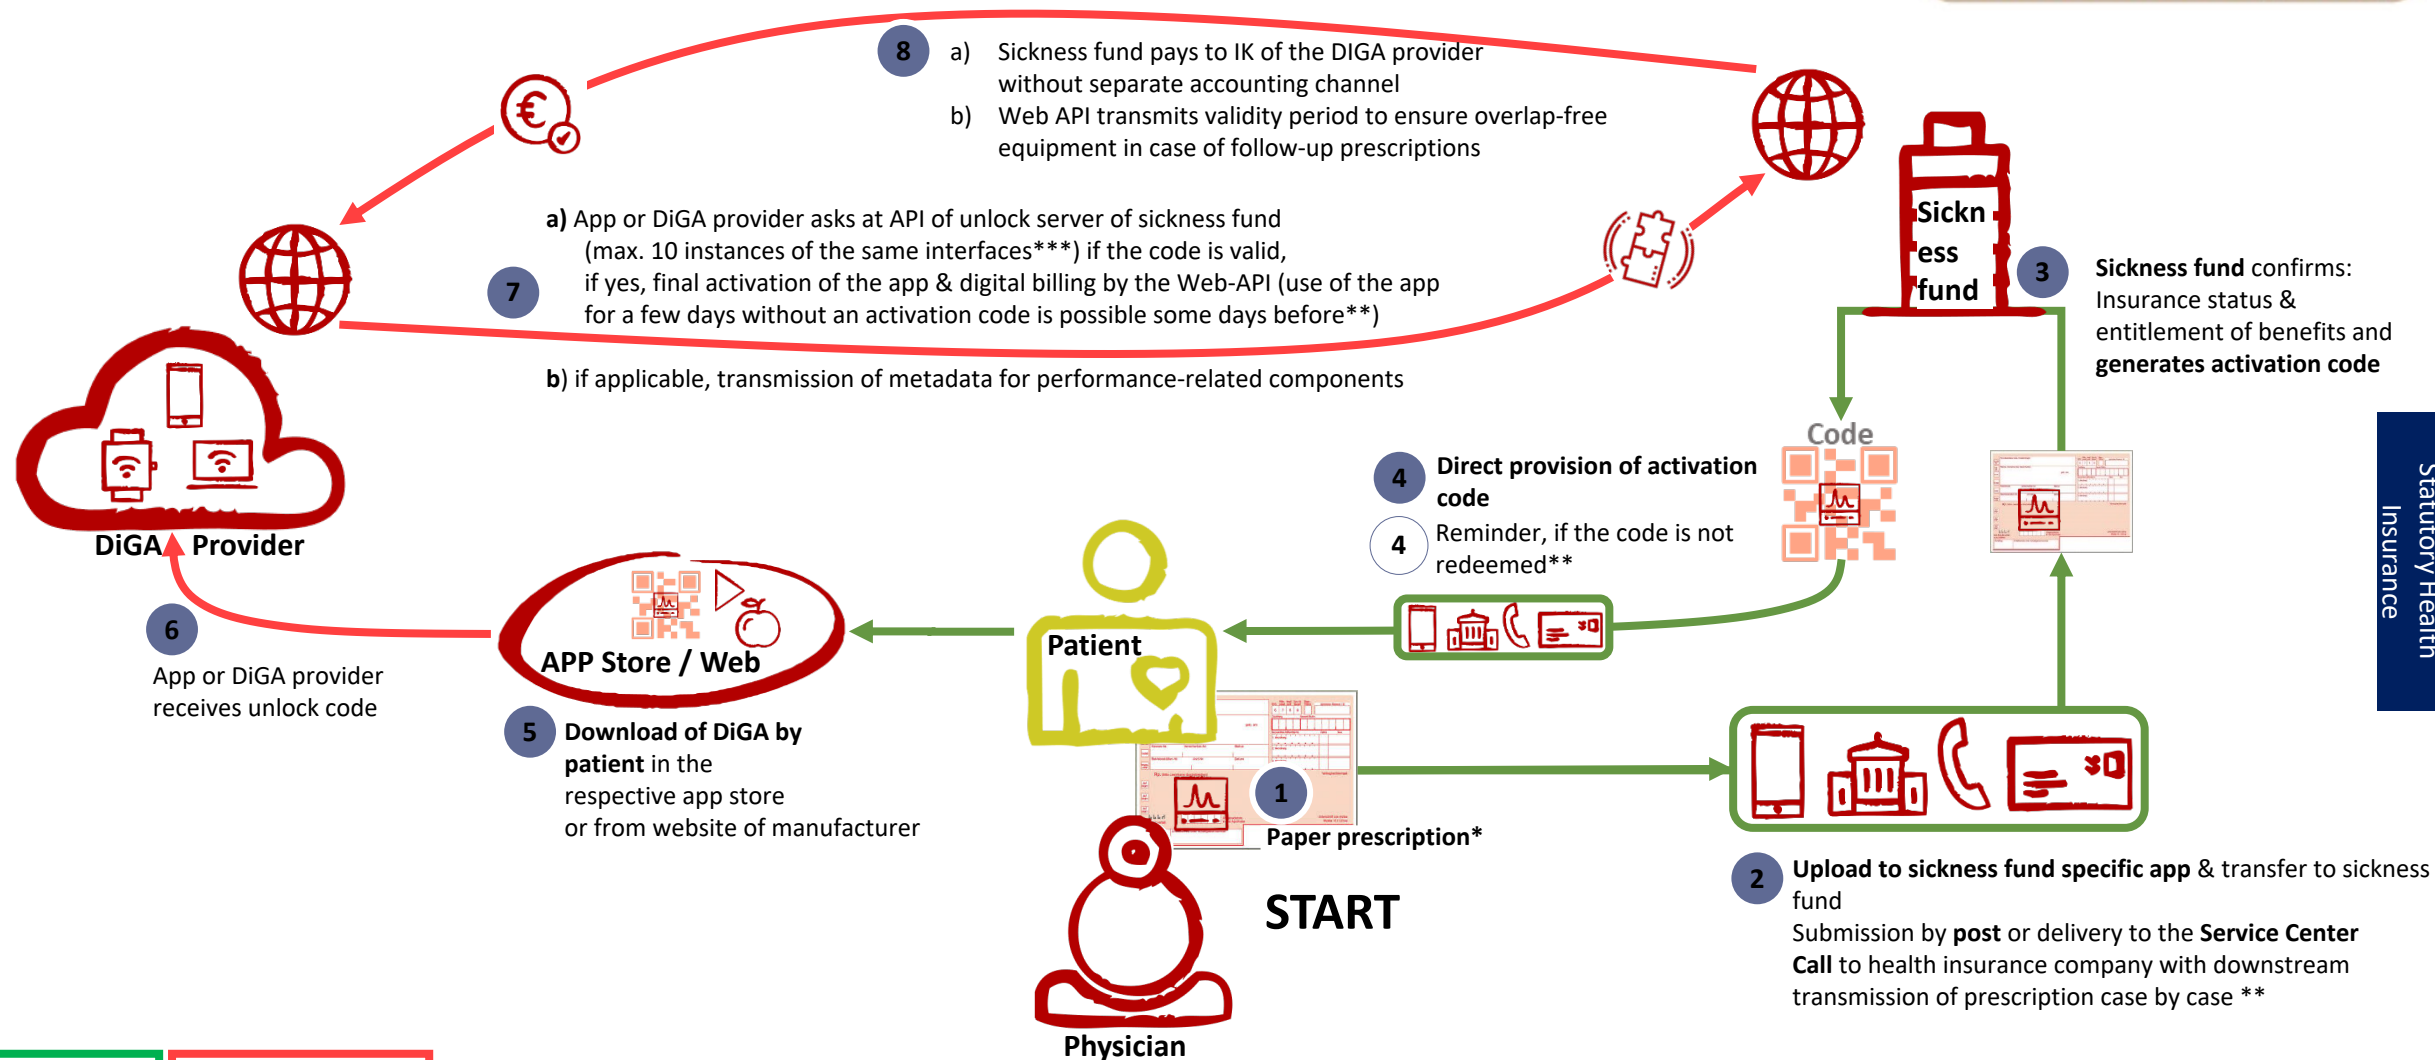 8
a) Sickness fund pays to IK of the DIGA provider
without separate accounting channel
b) Web API transmits validity period to ensure overlap-free
equipment in case of follow-up prescriptions
7
a) App or DiGA provider asks at API of unlock server of sickness fund
(max. 10 instances of the same interfaces***) if the code is valid,
if yes, final activation of the app & digital billing by the Web-API (use of the app
for a few days without an activation code is possible some days before**)
b) if applicable, transmission of metadata for performance-related components
Sickn
ess
fund
3
Sickness fund confirms:
Insurance status &
entitlement of benefits and
generates activation code
Statutory Health
Insurance
Code
4
Direct provision of activation
code
4
Reminder, if the code is not
redeemed**
DiGA Provider
6
App or DiGA provider
receives unlock code
APP Store / Web
5
Download of DiGA by
patient in the
respective app store
or from website of manufacturer
Patient
1
Paper prescription*
START
Physician
2
Upload to sickness fund specific app & transfer to sickness
fund
Submission by post or delivery to the Service Center
Call to health insurance company with downstream
transmission of prescription case by case **